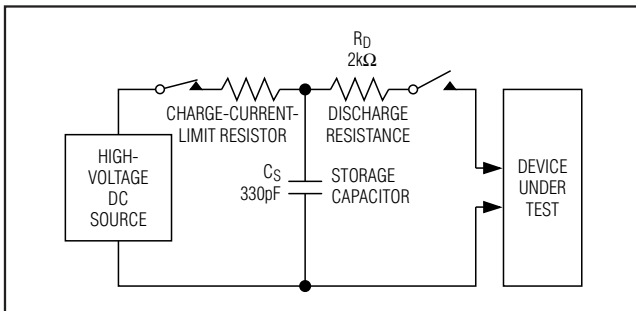 R_D
2kΩ
CHARGE-CURRENT-
LIMIT RESISTOR
DISCHARGE
RESISTANCE
HIGH-
VOLTAGE
DC
SOURCE
C_S
330pF
STORAGE
CAPACITOR
DEVICE
UNDER
TEST